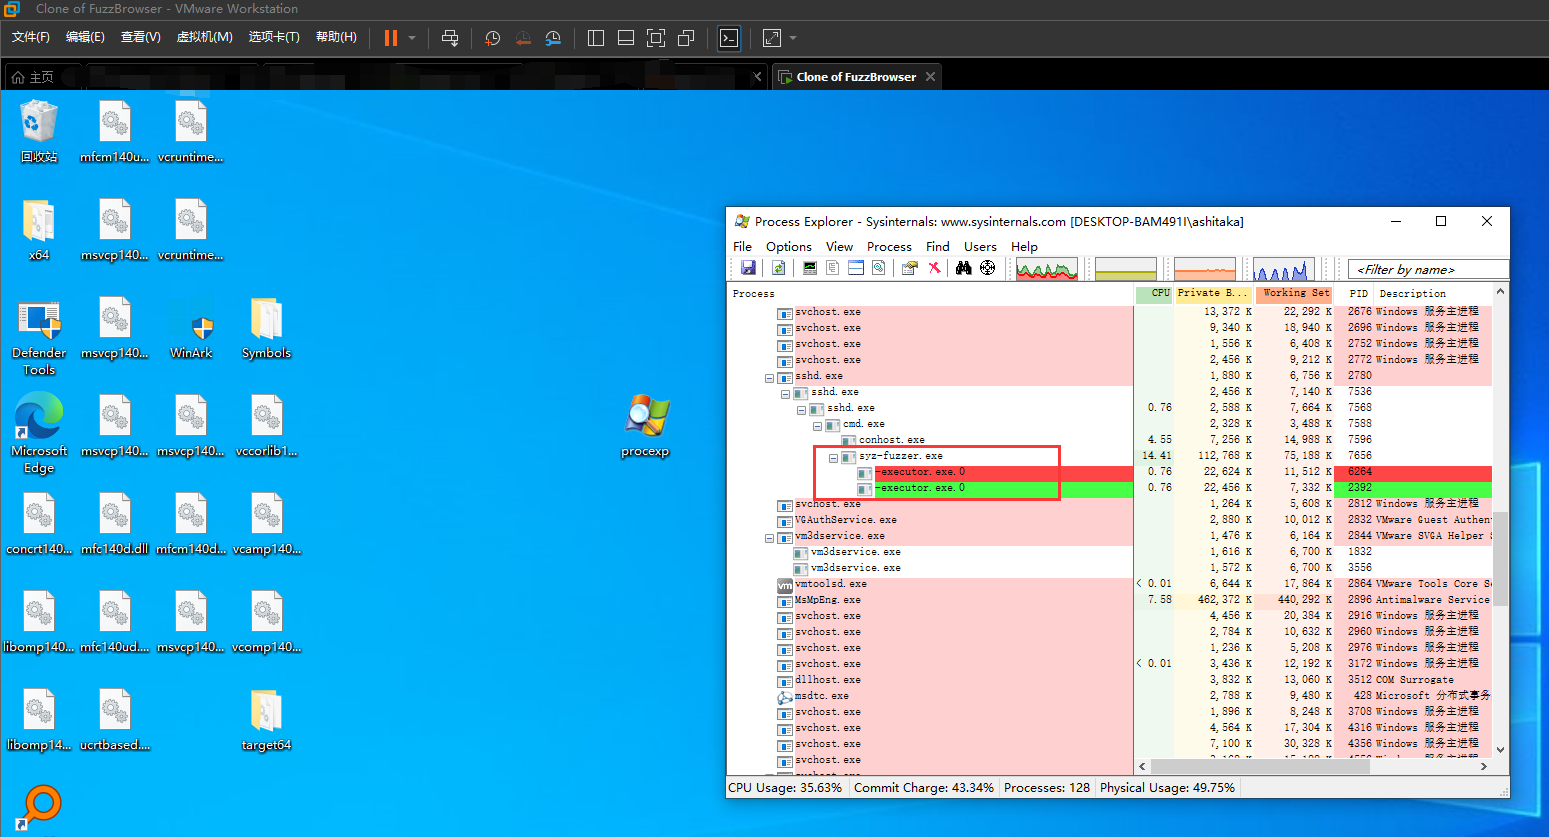 Clone of FuzzBrowser - VMware Workstation
文件(F) 编辑(E) 查看(V) 虚拟机(M) 选项卡(T) 帮助(H)
主页 Clone of FuzzBrowser
回收站 mfcm140u... vcruntime...
x64 msvcp140... vcruntime...
Defender Tools msvcp140... WinArk Symbols
Microsoft Edge msvcp140... msvcp140... vccorlib1...
procexp
concrt140... mfc140d.dll mfcm140d... vcamp140...
libomp140... mfc140ud.... msvcp140... vcomp140...
libomp14... ucrtbased.... target64
Process Explorer - Sysinternals: www.sysinternals.com [DESKTOP-BAM491I\ashitaka]
File Options View Process Find Users Help
<Filter by name>
Process CPU Private B... Working Set PID Description
svchost.exe 13,372 K 22,292 K 2676 Windows 服务主进程
svchost.exe 9,340 K 18,940 K 2696 Windows 服务主进程
svchost.exe 1,556 K 6,408 K 2752 Windows 服务主进程
svchost.exe 2,456 K 9,212 K 2772 Windows 服务主进程
sshd.exe 1,880 K 6,756 K 2780
sshd.exe 2,456 K 7,140 K 7536
sshd.exe 0.76 2,588 K 7,664 K 7568
cmd.exe 2,328 K 3,488 K 7588
conhost.exe 4.55 7,256 K 14,988 K 7596
syz-fuzzer.exe 14.41 112,768 K 75,188 K 7656
-executor.exe.0 0.76 22,624 K 11,512 K 6264
-executor.exe.0 0.76 22,456 K 7,332 K 2392
svchost.exe 1,264 K 5,608 K 2812 Windows 服务主进程
VGAuthService.exe 2,880 K 10,012 K 2832 VMware Guest Authen
vm3dservice.exe 1,476 K 6,164 K 2844 VMware SVGA Helper S
vm3dservice.exe 1,616 K 6,700 K 1832
vm3dservice.exe 1,572 K 6,700 K 3556
vm vmtoolsd.exe < 0.01 6,644 K 17,864 K 2864 VMware Tools Core Se
MsMpEng.exe 7.58 462,372 K 440,292 K 2896 Antimalware Service
svchost.exe 4,456 K 20,384 K 2916 Windows 服务主进程
svchost.exe 2,784 K 10,632 K 2960 Windows 服务主进程
svchost.exe 1,236 K 5,208 K 2976 Windows 服务主进程
svchost.exe < 0.01 3,436 K 12,192 K 3172 Windows 服务主进程
dllhost.exe 3,832 K 13,060 K 3512 COM Surrogate
msdtc.exe 2,788 K 9,480 K 428 Microsoft 分布式事务
svchost.exe 1,896 K 8,248 K 3708 Windows 服务主进程
svchost.exe 4,564 K 17,304 K 4316 Windows 服务主进程
svchost.exe 7,100 K 30,328 K 4356 Windows 服务主进程
svchost.exe
CPU Usage: 35.63% Commit Charge: 43.34% Processes: 128 Physical Usage: 49.75%